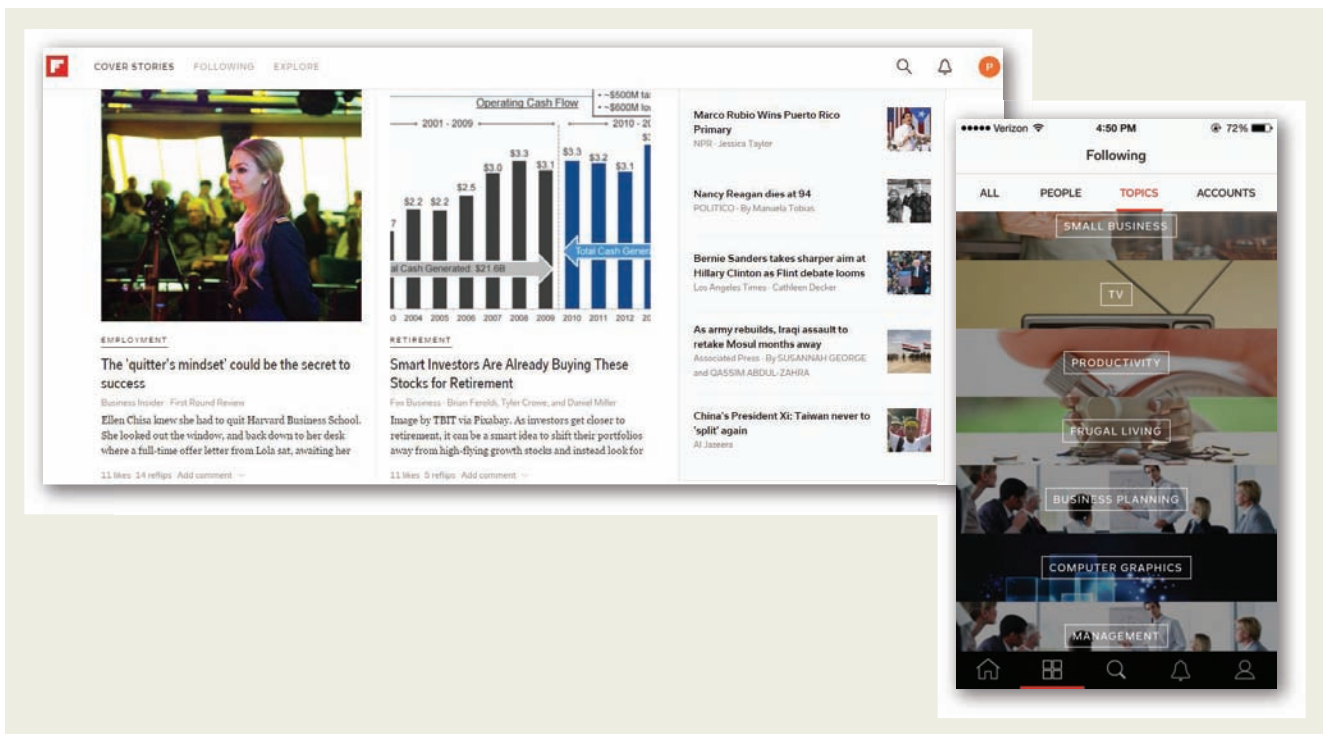 COVER STORIES FOLLOWING EXPLORE
P
Operating Cash Flow
~$500M
~$600M
2001 - 2009
2010 -
$2.2 $2.2 $2.5 $3.0 $3.3 $3.1 $3.3 $3.2 $3.1
al Cash Generated: $21.6B
Total Cash Gener
2004 2005 2006 2007 2008 2009 2010 2011 2012
EMPLOYMENT
The 'quitter's mindset' could be the secret to
success
Business Insider · First Round Review
Ellen Chisa knew she had to quit Harvard Business School.
She looked out the window, and back down to her desk
where a full-time offer letter from Lola sat, awaiting her
11 likes 14 reflips Add comment
RETIREMENT
Smart Investors Are Already Buying These
Stocks for Retirement
Fox Business · Brian Feroldi, Tyler Crowe, and Daniel Miller
Image by TBIT via Pixabay. As investors get closer to
retirement, it can be a smart idea to shift their portfolios
away from high-flying growth stocks and instead look for
11 likes 5 reflips Add comment
Marco Rubio Wins Puerto Rico
Primary
NPR · Jessica Taylor
Nancy Reagan dies at 94
POLITICO · By Manuela Tobias
Bernie Sanders takes sharper aim at
Hillary Clinton as Flint debate looms
Los Angeles Times · Cathleen Decker
As army rebuilds, Iraqi assault to
retake Mosul months away
Associated Press · By SUSANNAH GEORGE
and QASSIM ABDUL-ZAHRA
China's President Xi: Taiwan never to
'split' again
Al Jazeera
Verizon 4:50 PM 72%
Following
ALL PEOPLE TOPICS ACCOUNTS
SMALL BUSINESS
TV
PRODUCTIVITY
FRUGAL LIVING
BUSINESS PLANNING
COMPUTER GRAPHICS
MANAGEMENT